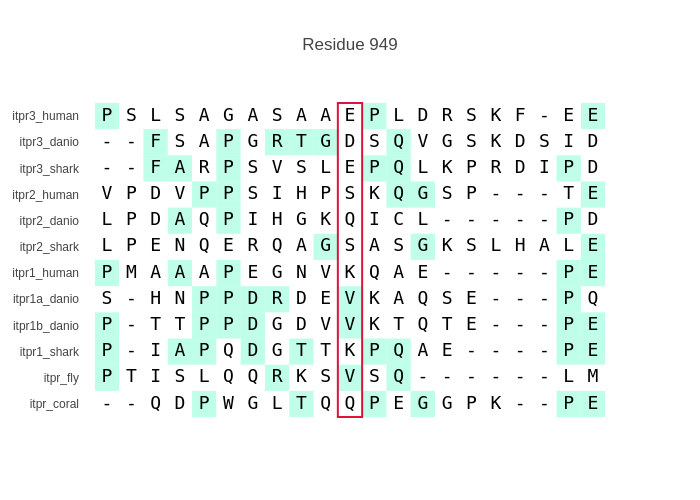 Residue 949
itpr3_human P S L S A G A S A A E P L D R S K F - E E
itpr3_danio - - F S A P G R T G D S Q V G S K D S I D
itpr3_shark - - F A R P S V S L E P Q L K P R D I P D
itpr2_human V P D V P P S I H P S K Q G S P - - - T E
itpr2_danio L P D A Q P I H G K Q I C L - - - - - P D
itpr2_shark L P E N Q E R Q A G S A S G K S L H A L E
itpr1_human P M A A A P E G N V K Q A E - - - - - P E
itpr1a_danio S - H N P P D R D E V K A Q S E - - - P Q
itpr1b_danio P - T T P P D G D V V K T Q T E - - - P E
itpr1_shark P - I A P Q D G T T K P Q A E - - - - P E
itpr_fly P T I S L Q Q R K S V S Q - - - - - - L M
itpr_coral - - Q D P W G L T Q Q P E G G P K - - P E